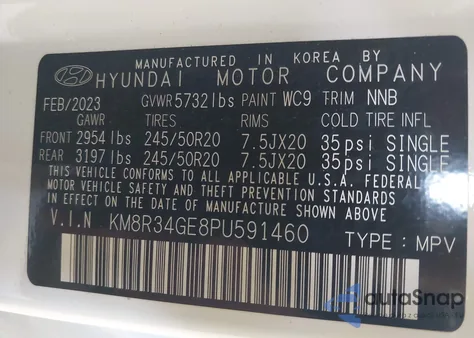 MANUFACTURED IN KOREA BY
HYUNDAI MOTOR COMPANY
FEB/2023 GVWR 5732 lbs PAINT WC9 TRIM NNB
GAWR TIRES RIMS COLD TIRE INFL
FRONT 2954 lbs 245/50R20 7.5JX20 35psi SINGLE
REAR 3197 lbs 245/50R20 7.5JX20 35psi SINGLE
THIS VEHICLE CONFORMS TO ALL APPLICABLE U.S.A. FEDERAL
MOTOR VEHICLE SAFETY AND THEFT PREVENTION STANDARDS
IN EFFECT ON THE DATE OF MANUFACTURE SHOWN ABOVE.
V.I.N KM8R34GE8PU591460 TYPE: MPV
autoSnap